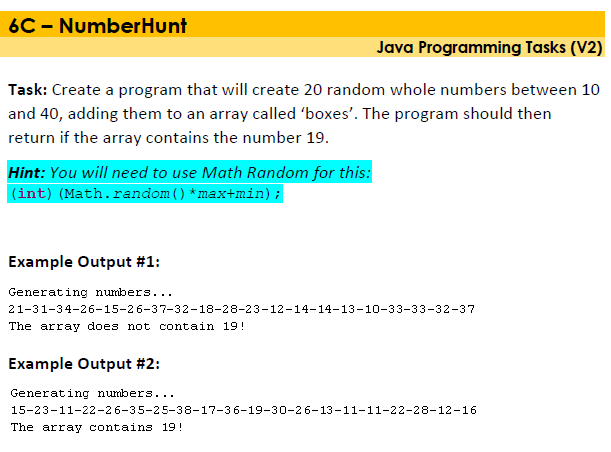 6C – NumberHunt
Java Programming Tasks (V2)
Task: Create a program that will create 20 random whole numbers between 10
and 40, adding them to an array called ‘boxes’. The program should then
return if the array contains the number 19.
Hint: You will need to use Math Random for this:
(int)(Math.random()*max+min);
Example Output #1:
Generating numbers...
21-31-34-26-15-26-37-32-18-28-23-12-14-14-13-10-33-33-32-37
The array does not contain 19!
Example Output #2:
Generating numbers...
15-23-11-22-26-35-25-38-17-36-19-30-26-13-11-11-22-28-12-16
The array contains 19!